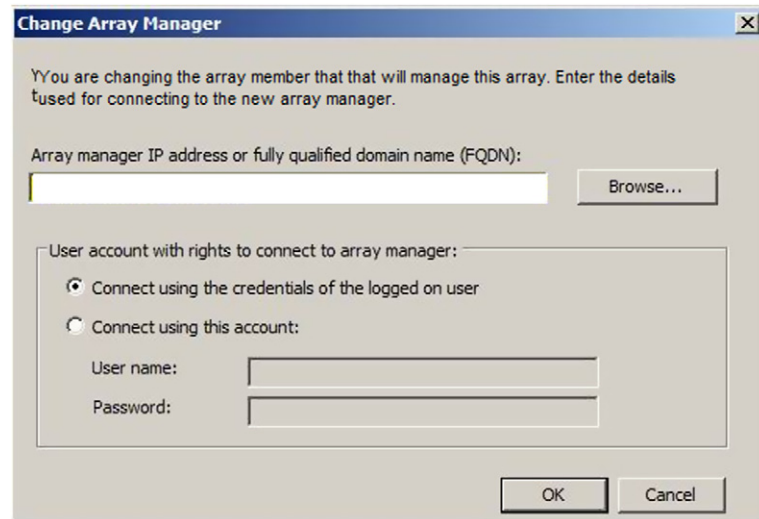 Change Array Manager
YYou are changing the array member that that will manage this array. Enter the details
tused for connecting to the new array manager.
Array manager IP address or fully qualified domain name (FQDN):
Browse...
User account with rights to connect to array manager:
Connect using the credentials of the logged on user
Connect using this account:
User name:
Password:
OK
Cancel